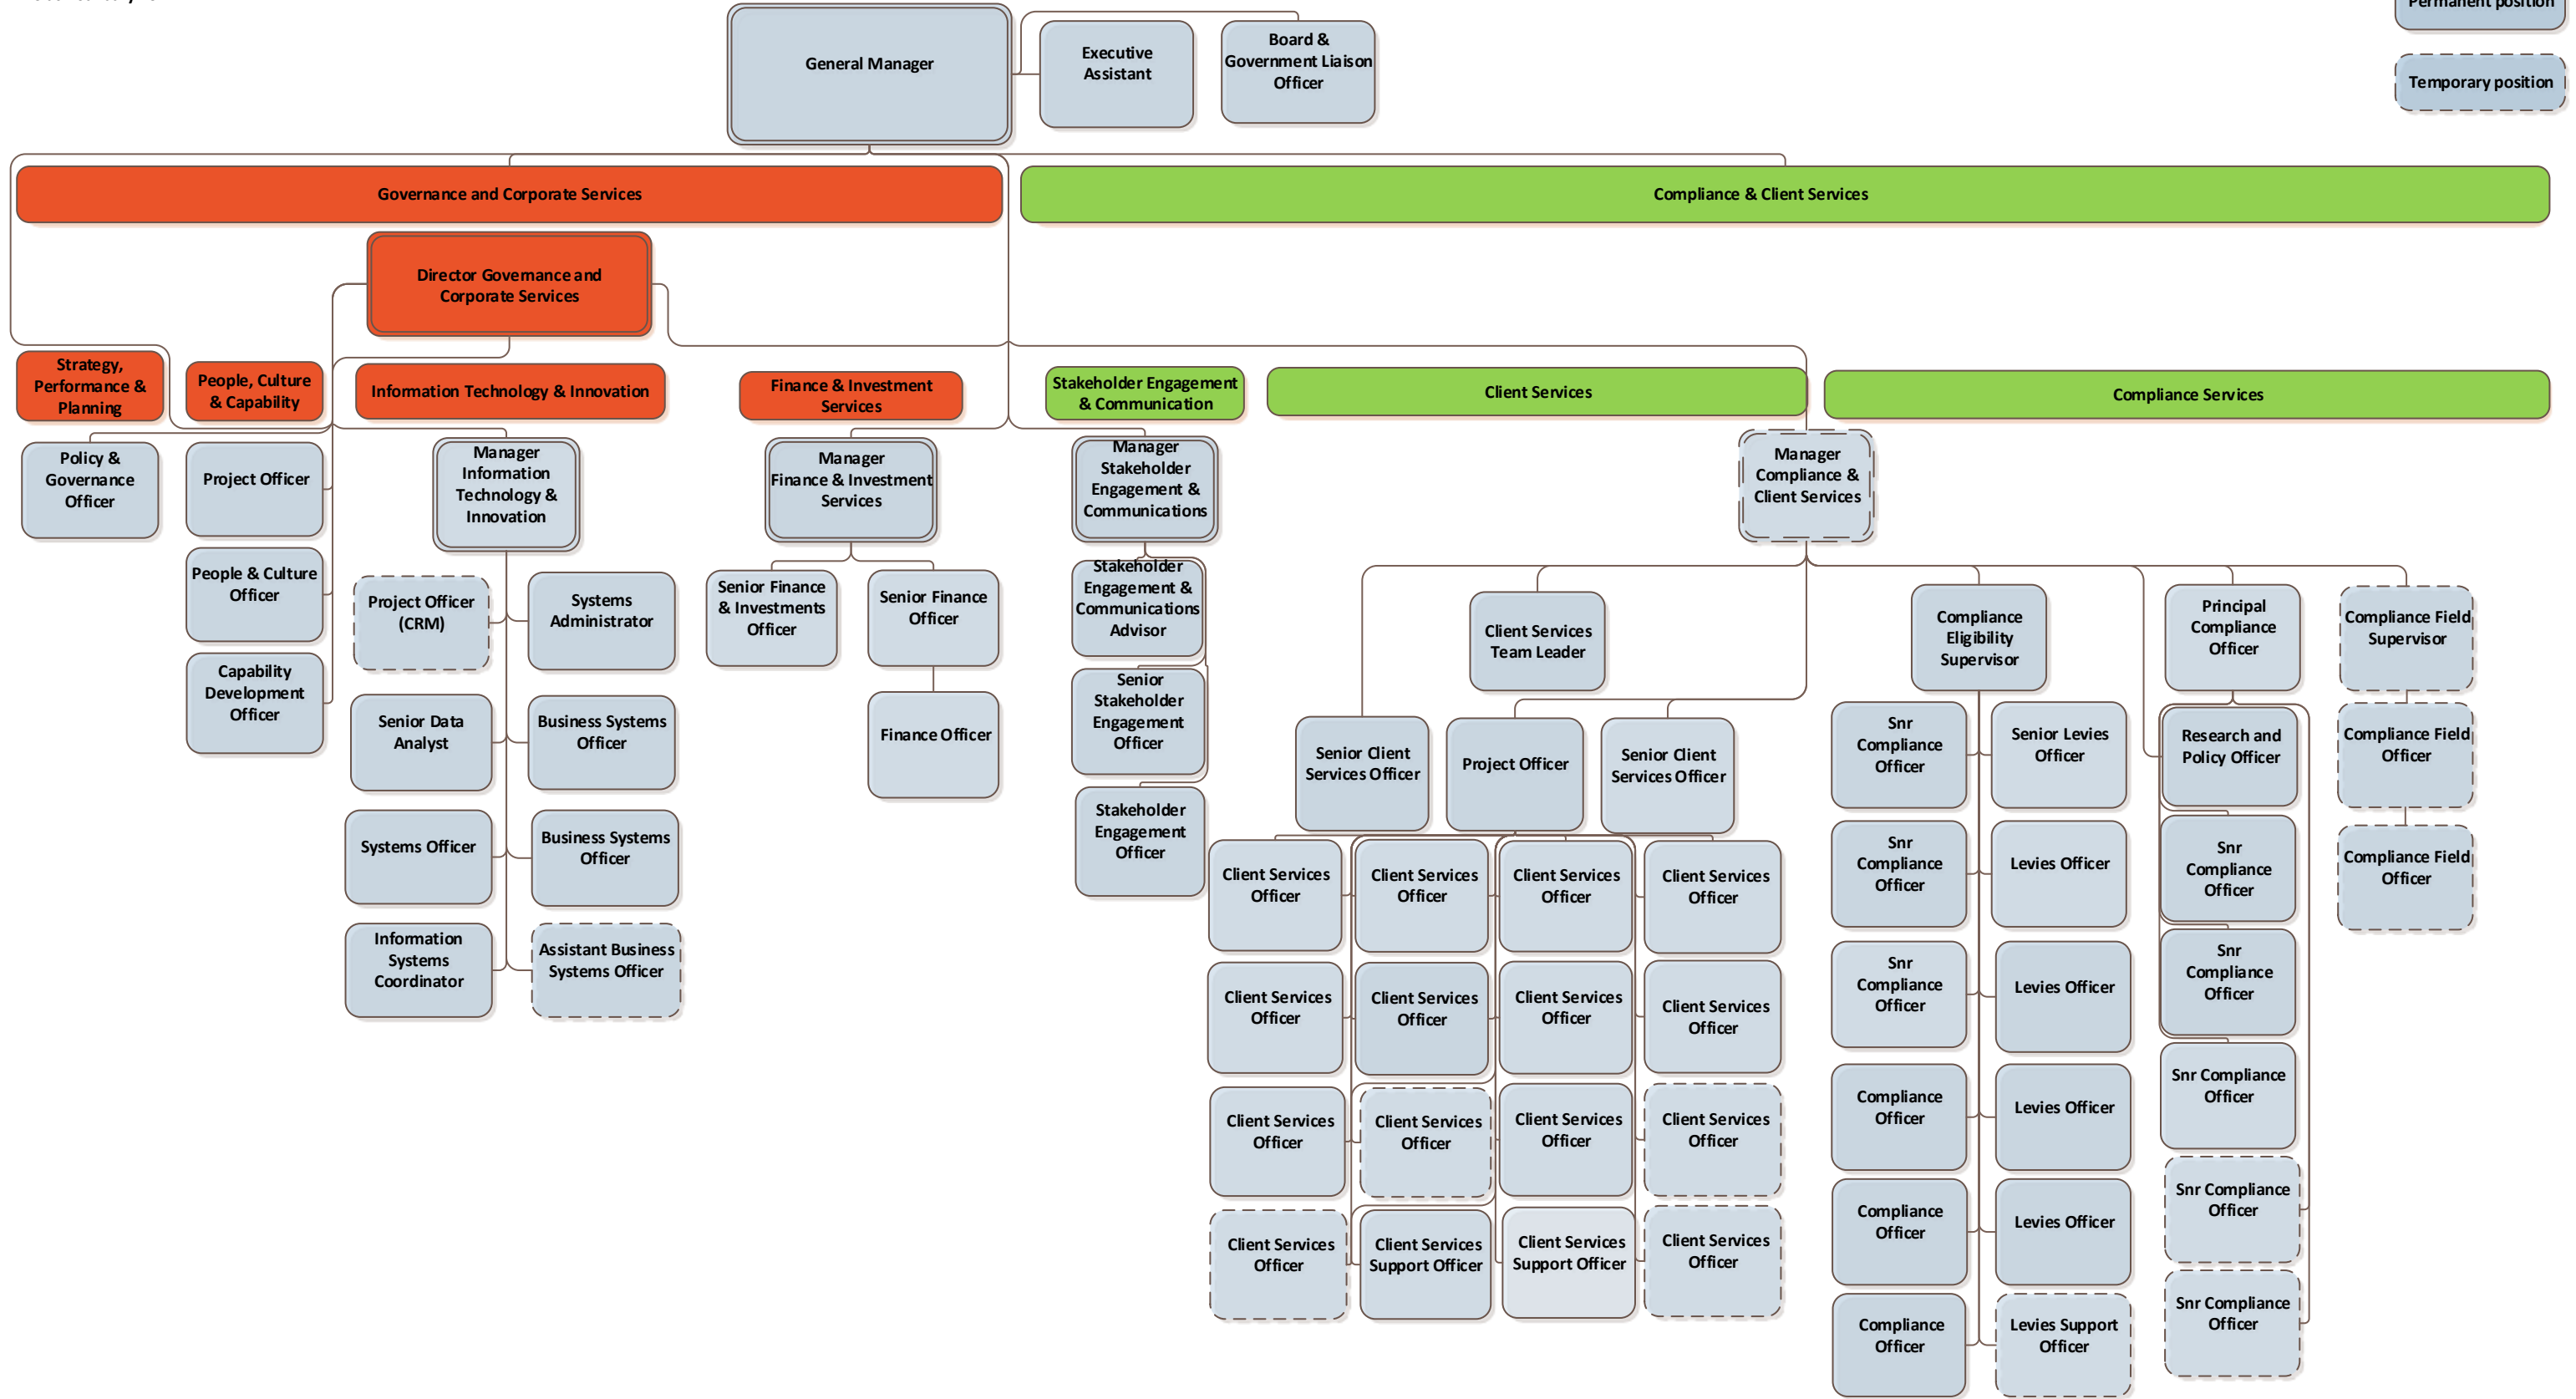 Permanent position
Temporary position
General Manager
Executive
Assistant
Board &
Government Liaison
Officer
Governance and Corporate Services
Compliance & Client Services
Director Governance and
Corporate Services
Strategy,
Performance &
Planning
People, Culture
& Capability
Information Technology & Innovation
Finance & Investment
Services
Stakeholder Engagement
& Communication
Client Services
Compliance Services
Policy &
Governance
Officer
Project Officer
People & Culture
Officer
Capability
Development
Officer
Manager
Information
Technology &
Innovation
Project Officer
(CRM)
Systems
Administrator
Senior Data
Analyst
Business Systems
Officer
Systems Officer
Business Systems
Officer
Information
Systems
Coordinator
Assistant Business
Systems Officer
Manager
Finance & Investment
Services
Senior Finance
& Investments
Officer
Senior Finance
Officer
Finance Officer
Manager
Stakeholder
Engagement &
Communications
Stakeholder
Engagement &
Communications
Advisor
Senior
Stakeholder
Engagement
Officer
Stakeholder
Engagement
Officer
Manager
Compliance &
Client Services
Client Services
Team Leader
Senior Client
Services Officer
Project Officer
Senior Client
Services Officer
Client Services
Officer
Client Services
Officer
Client Services
Officer
Client Services
Officer
Client Services
Officer
Client Services
Officer
Client Services
Officer
Client Services
Officer
Client Services
Officer
Client Services
Officer
Client Services
Officer
Client Services
Officer
Client Services
Officer
Client Services
Support Officer
Client Services
Support Officer
Client Services
Officer
Compliance
Eligibility
Supervisor
Snr
Compliance
Officer
Senior Levies
Officer
Snr
Compliance
Officer
Levies Officer
Snr
Compliance
Officer
Levies Officer
Compliance
Officer
Levies Officer
Compliance
Officer
Levies Officer
Compliance
Officer
Levies Support
Officer
Principal
Compliance
Officer
Research and
Policy Officer
Snr
Compliance
Officer
Snr
Compliance
Officer
Snr Compliance
Officer
Snr Compliance
Officer
Snr Compliance
Officer
Compliance Field
Supervisor
Compliance Field
Officer
Compliance Field
Officer